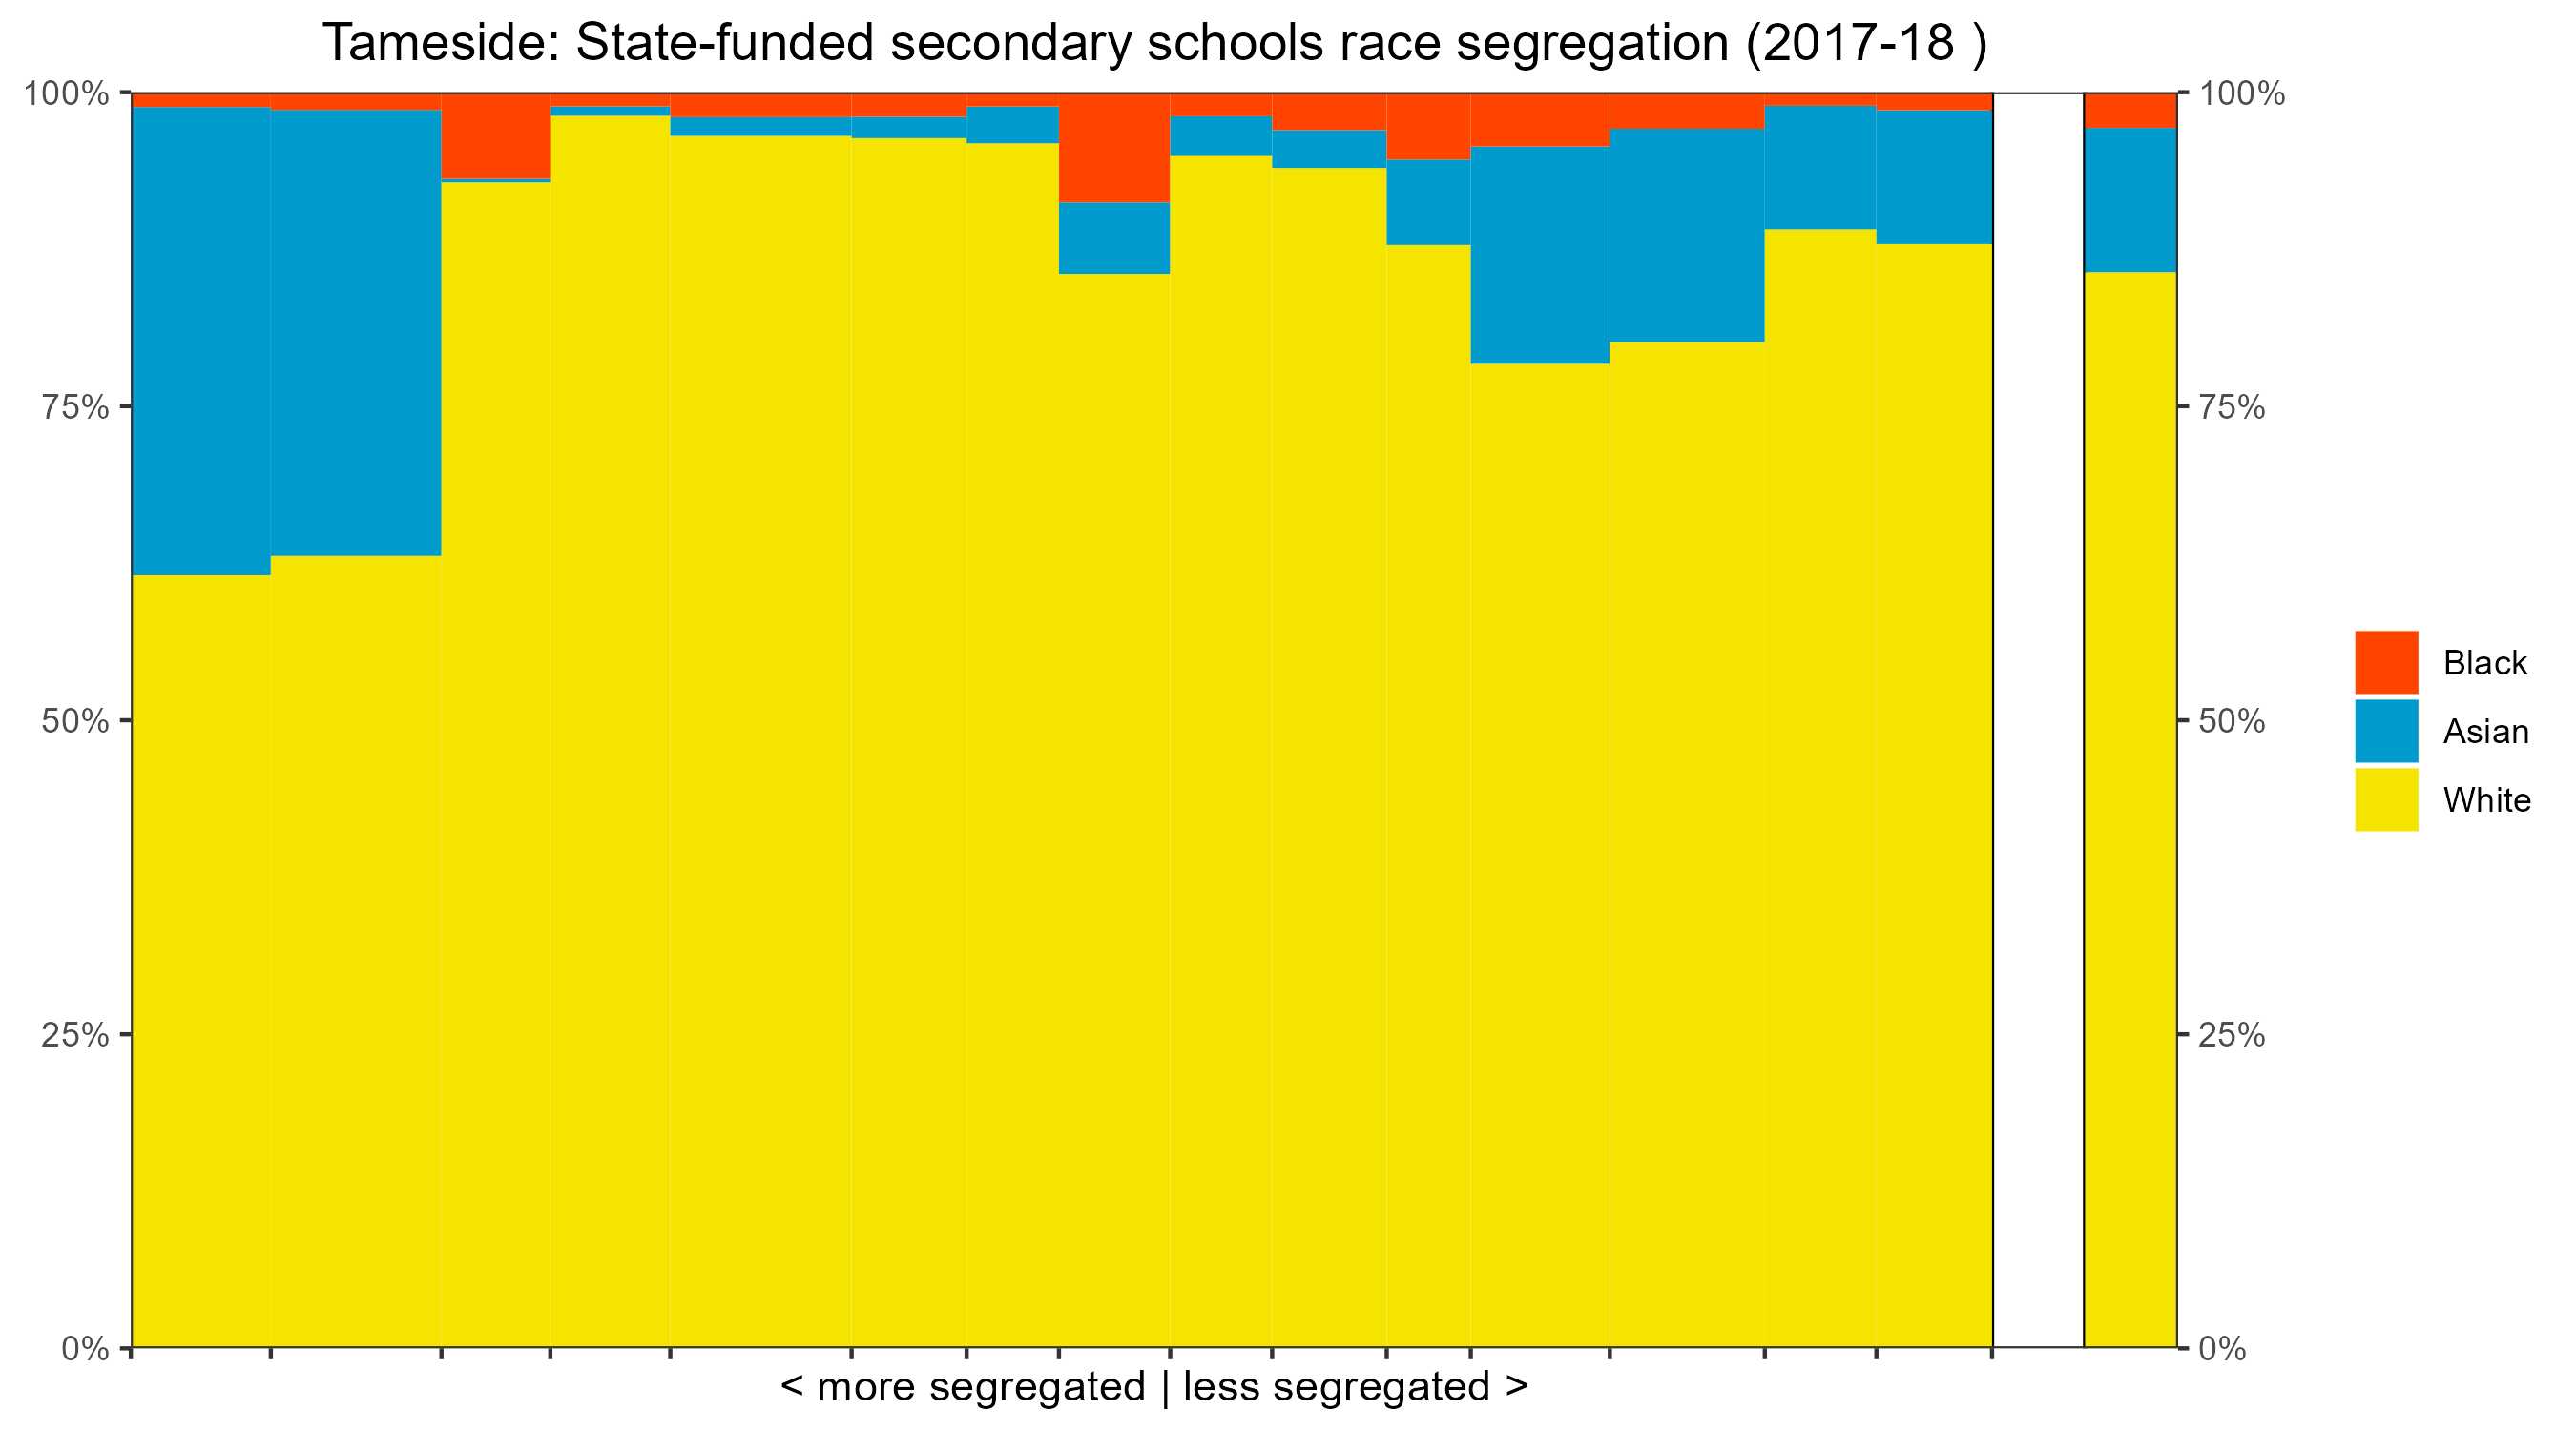 Tameside: State-funded secondary schools race segregation (2017-18 )
100%
75%
50%
25%
0%
100%
75%
50%
25%
0%
< more segregated | less segregated >
Black
Asian
White